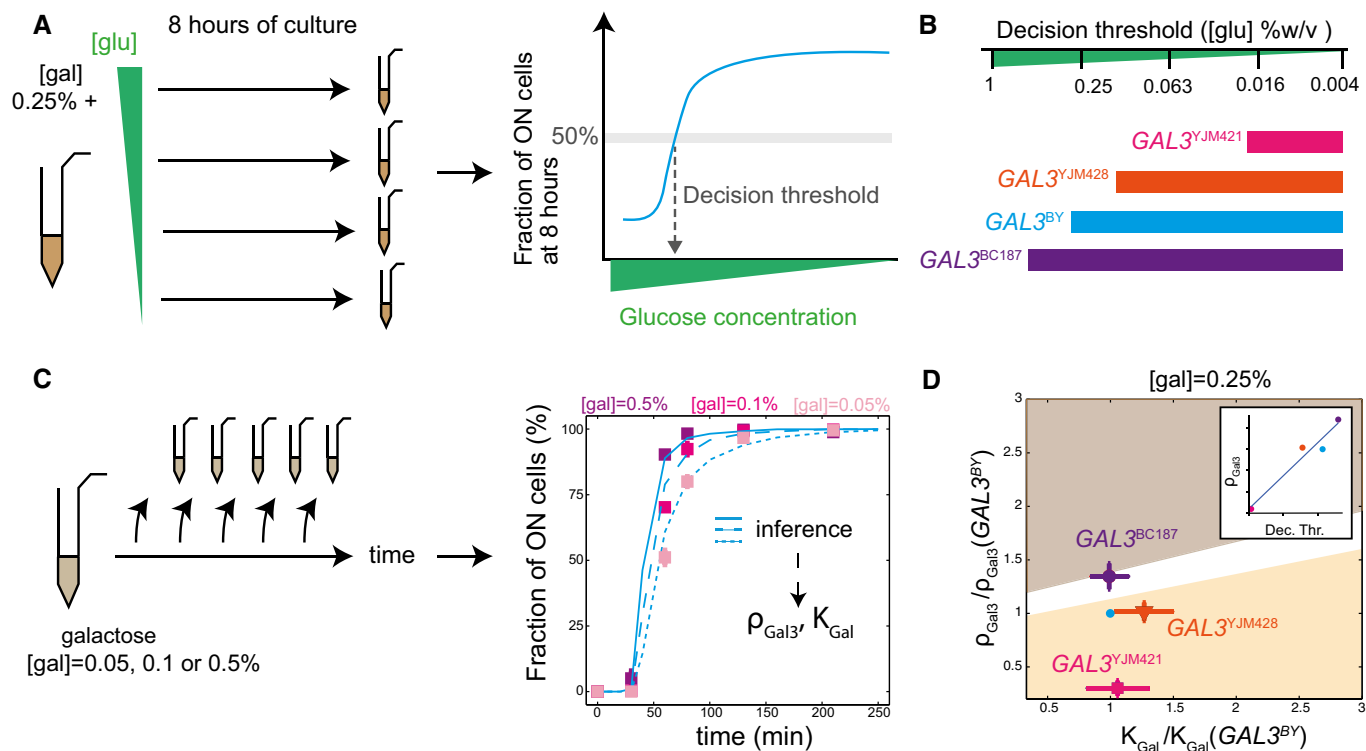 A
8 hours of culture
[glu]
[gal]
0.25% +
Fraction of ON cells
at 8 hours
50%
Decision threshold
Glucose concentration
B
Decision threshold ([glu] %w/v )
1
0.25
0.063
0.016
0.004
GAL3YJM421
GAL3YJM428
GAL3BY
GAL3BC187
C
time
galactose
[gal]=0.05, 0.1 or 0.5%
[gal]=0.5%
[gal]=0.1%
[gal]=0.05%
Fraction of ON cells (%)
100
75
50
25
0
inference
ρGal3, KGal
0
50
100
150
200
250
time (min)
D
[gal]=0.25%
ρGal3/ρGal3(GAL3BY)
3
2.5
2
1.5
1
0.5
ρGal3
Dec. Thr.
GAL3BC187
GAL3YJM428
GAL3YJM421
0.5
1
1.5
2
2.5
3
KGal/KGal(GAL3BY)